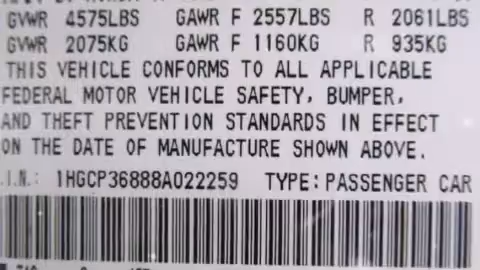 GVWR 4575LBS GAWR F 2557LBS R 2061LBS
GVWR 2075KG GAWR F 1160KG R 935KG
THIS VEHICLE CONFORMS TO ALL APPLICABLE
FEDERAL MOTOR VEHICLE SAFETY, BUMPER,
AND THEFT PREVENTION STANDARDS IN EFFECT
ON THE DATE OF MANUFACTURE SHOWN ABOVE.
.I.N.: 1HGCP36888A022259 TYPE: PASSENGER CAR